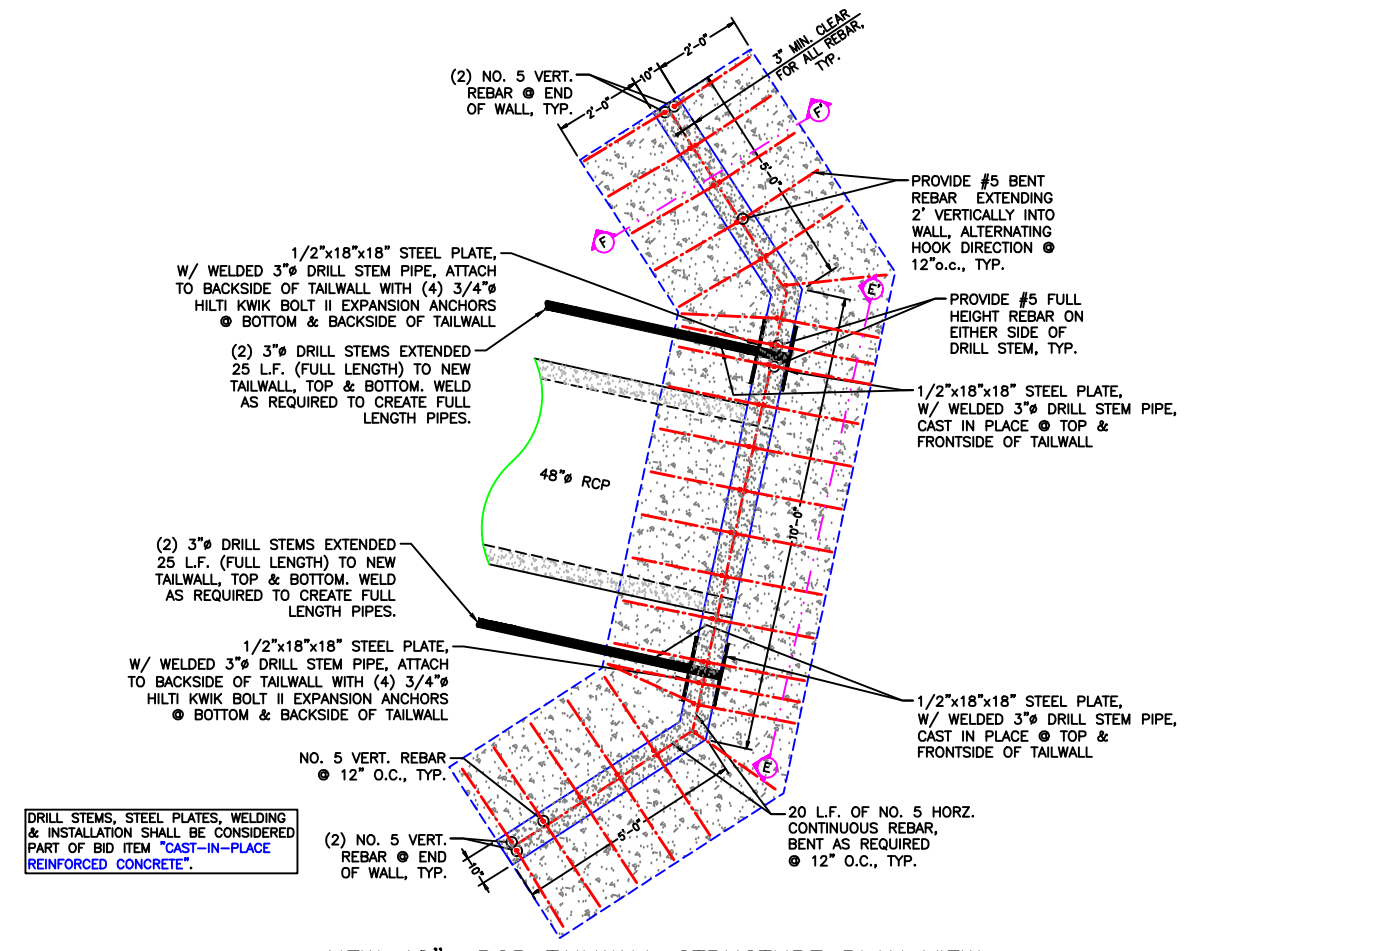 2'-0"
10"
2'-0"
3" MIN. CLEAR
FOR ALL REBAR,
TYP.
(2) NO. 5 VERT.
REBAR @ END
OF WALL, TYP.
F'
5'-0"
F
PROVIDE #5 BENT
REBAR EXTENDING
2' VERTICALLY INTO
WALL, ALTERNATING
HOOK DIRECTION @
12"o.c., TYP.
1/2"x18"x18" STEEL PLATE,
W/ WELDED 3"ø DRILL STEM PIPE, ATTACH
TO BACKSIDE OF TAILWALL WITH (4) 3/4"ø
HILTI KWIK BOLT II EXPANSION ANCHORS
@ BOTTOM & BACKSIDE OF TAILWALL
E'
PROVIDE #5 FULL
HEIGHT REBAR ON
EITHER SIDE OF
DRILL STEM, TYP.
(2) 3"ø DRILL STEMS EXTENDED
25 L.F. (FULL LENGTH) TO NEW
TAILWALL, TOP & BOTTOM. WELD
AS REQUIRED TO CREATE FULL
LENGTH PIPES.
1/2"x18"x18" STEEL PLATE,
W/ WELDED 3"ø DRILL STEM PIPE,
CAST IN PLACE @ TOP &
FRONTSIDE OF TAILWALL
48"ø RCP
10'-0"
(2) 3"ø DRILL STEMS EXTENDED
25 L.F. (FULL LENGTH) TO NEW
TAILWALL, TOP & BOTTOM. WELD
AS REQUIRED TO CREATE FULL
LENGTH PIPES.
1/2"x18"x18" STEEL PLATE,
W/ WELDED 3"ø DRILL STEM PIPE, ATTACH
TO BACKSIDE OF TAILWALL WITH (4) 3/4"ø
HILTI KWIK BOLT II EXPANSION ANCHORS
@ BOTTOM & BACKSIDE OF TAILWALL
1/2"x18"x18" STEEL PLATE,
W/ WELDED 3"ø DRILL STEM PIPE,
CAST IN PLACE @ TOP &
FRONTSIDE OF TAILWALL
NO. 5 VERT. REBAR
@ 12" O.C., TYP.
E
20 L.F. OF NO. 5 HORZ.
CONTINUOUS REBAR,
BENT AS REQUIRED
@ 12" O.C., TYP.
5'-0"
(2) NO. 5 VERT.
REBAR @ END
OF WALL, TYP.
10"
DRILL STEMS, STEEL PLATES, WELDING
& INSTALLATION SHALL BE CONSIDERED
PART OF BID ITEM "CAST-IN-PLACE
REINFORCED CONCRETE".